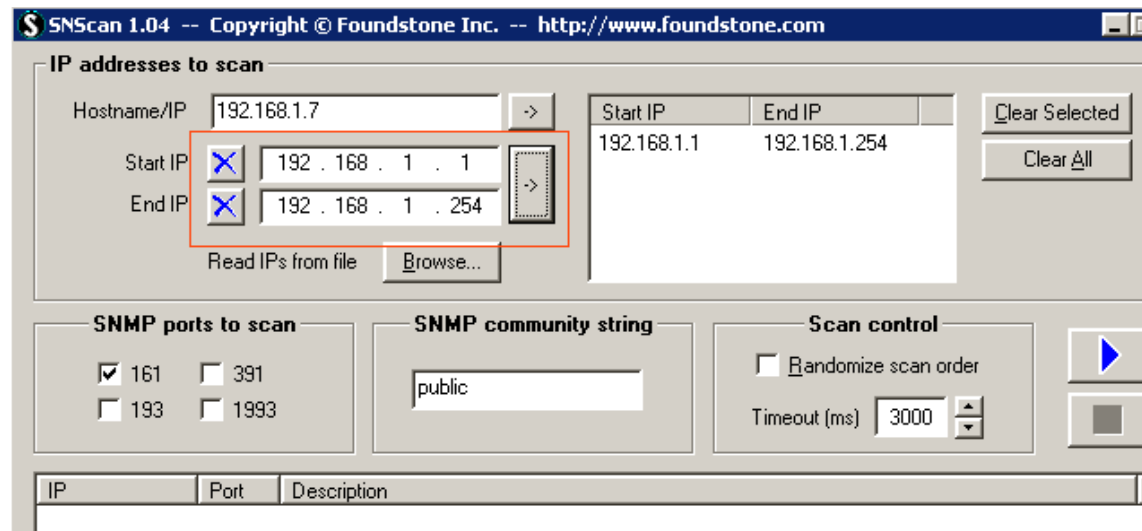 SNScan 1.04 -- Copyright © Foundstone Inc. -- http://www.foundstone.com
IP addresses to scan
Hostname/IP 192.168.1.7 ->
Start IP 192 . 168 . 1 . 1
End IP 192 . 168 . 1 . 254
->
Read IPs from file Browse...
Start IP End IP
192.168.1.1 192.168.1.254
Clear Selected
Clear All
SNMP ports to scan
161 391
193 1993
SNMP community string
public
Scan control
Randomize scan order
Timeout (ms) 3000
IP Port Description